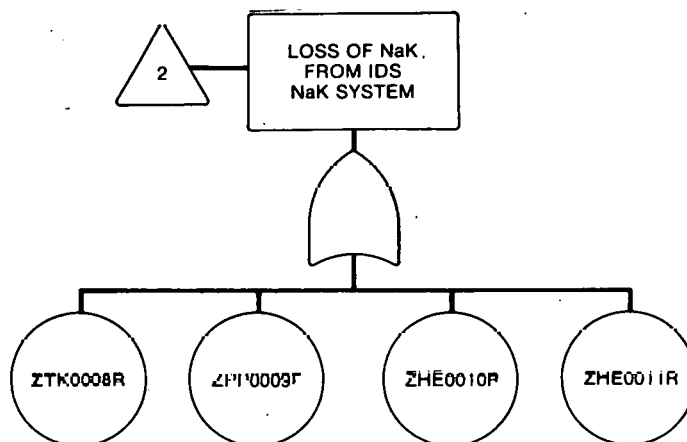 2
LOSS OF NaK
FROM IDS
NaK SYSTEM
ZTK0008R
ZHE0010R
ZHE0011R